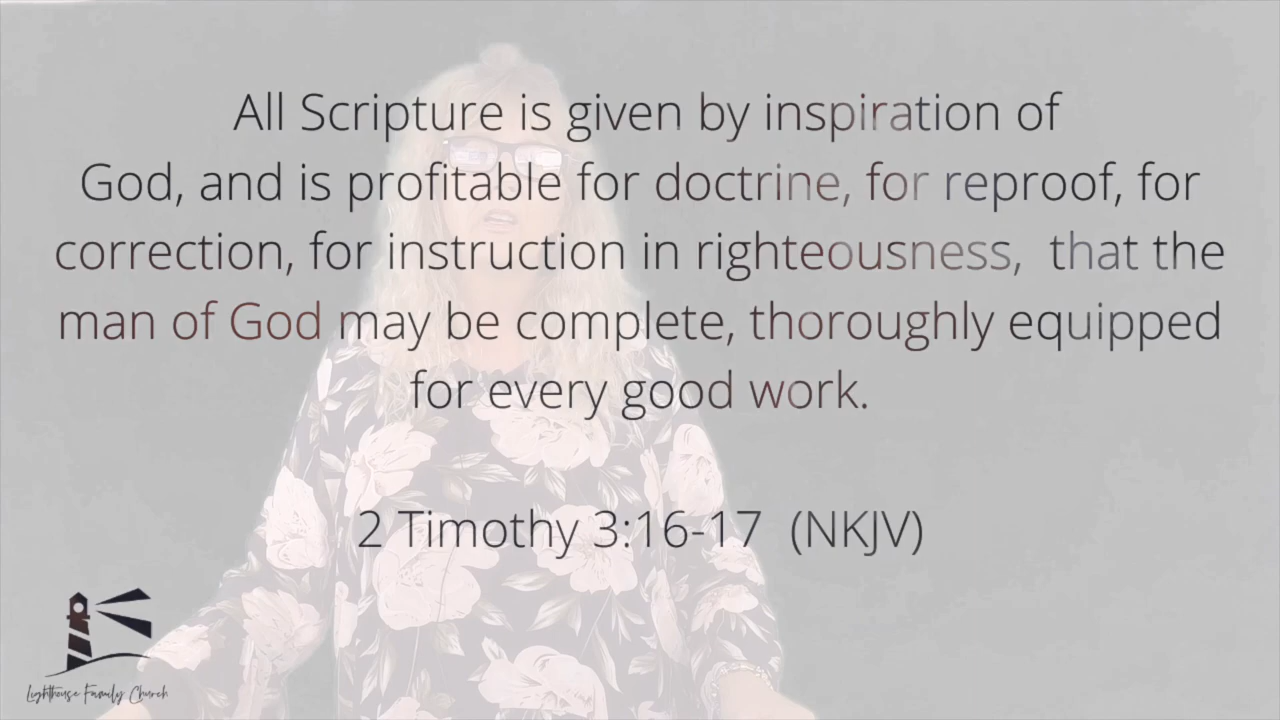 All Scripture is given by inspiration of
God, and is profitable for doctrine, for reproof, for
correction, for instruction in righteousness,  that the
man of God may be complete, thoroughly equipped
for every good work.
2 Timothy 3:16-17  (NKJV)
Lighthouse Family Church